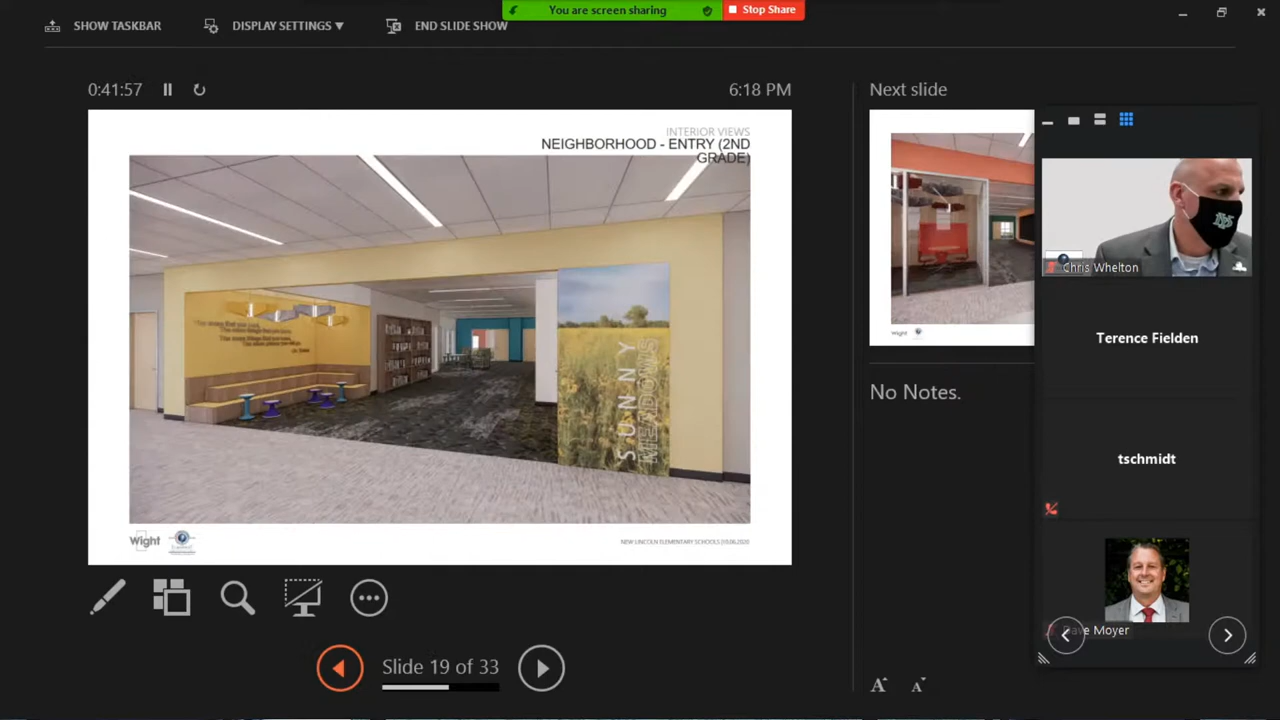 You are screen sharing
Stop Share
SHOW TASKBAR
DISPLAY SETTINGS
END SLIDE SHOW
0:41:57
6:18 PM
INTERIOR VIEWS
NEIGHBORHOOD - ENTRY (2ND
GRADE)
SUNNY
MEADOWS
Wight
NEW LINCOLN ELEMENTARY SCHOOLS
Next slide
Wight
No Notes.
Chris Whelton
Terence Fielden
tschmidt
Dave Moyer
Slide 19 of 33
A
A